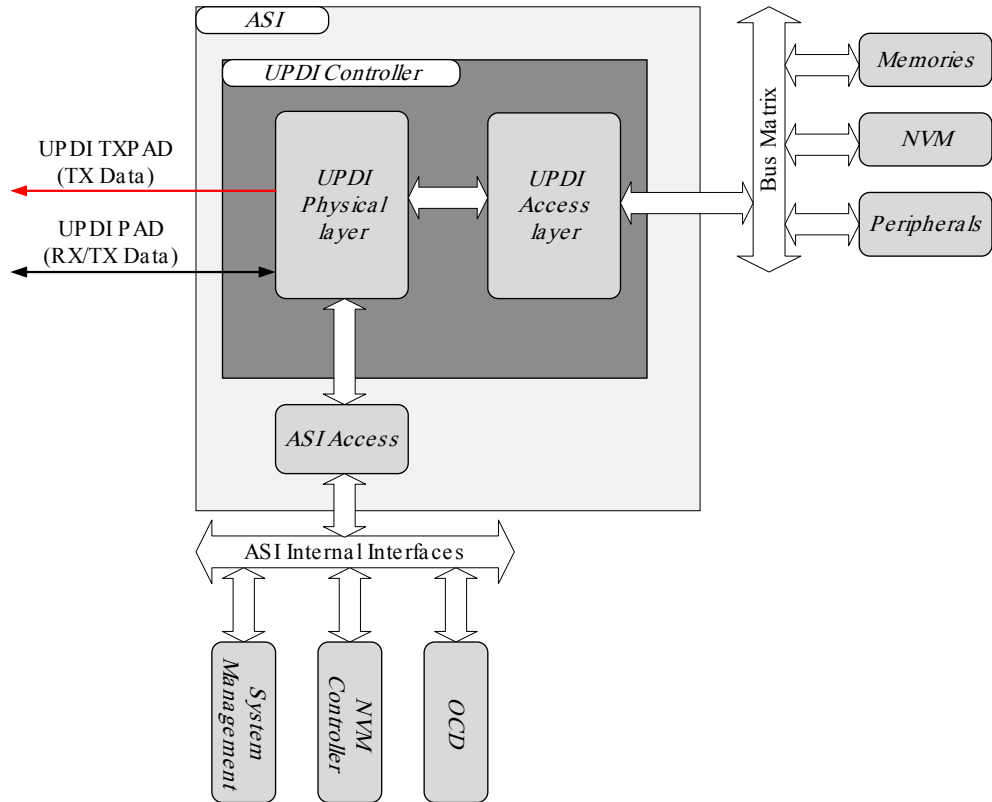 ASI
UPDI Controller
UPDI
Physical
layer
UPDI
Access
layer
UPDI TXPAD
(TX Data)
UPDI PAD
(RX/TX Data)
Bus Matrix
Memories
NVM
Peripherals
ASI Access
ASI Internal Interfaces
System
Management
NVM
Controller
OCD